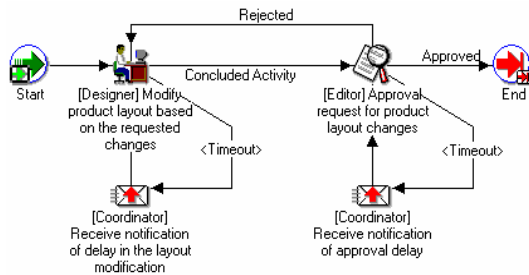 Rejected
Start
Concluded Activity
Approved
End
[Designer] Modify
product layout based
on the requested
changes
[Editor] Approval
request for product
layout changes
<Timeout>
<Timeout>
[Coordinator]
Receive notification
of delay in the layout
modification
[Coordinator]
Receive notification
of approval delay